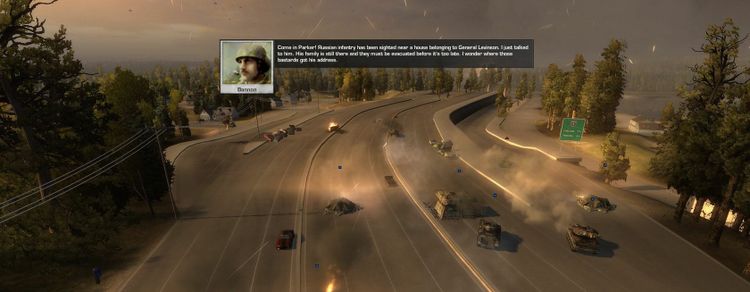 Come in Parker! Russian infantry has been sighted near a house belonging to General Levinson. I just talked
to him. His family is still there and they must be evacuated before it's too late. I wonder where those
bastards got his address.
Bannon